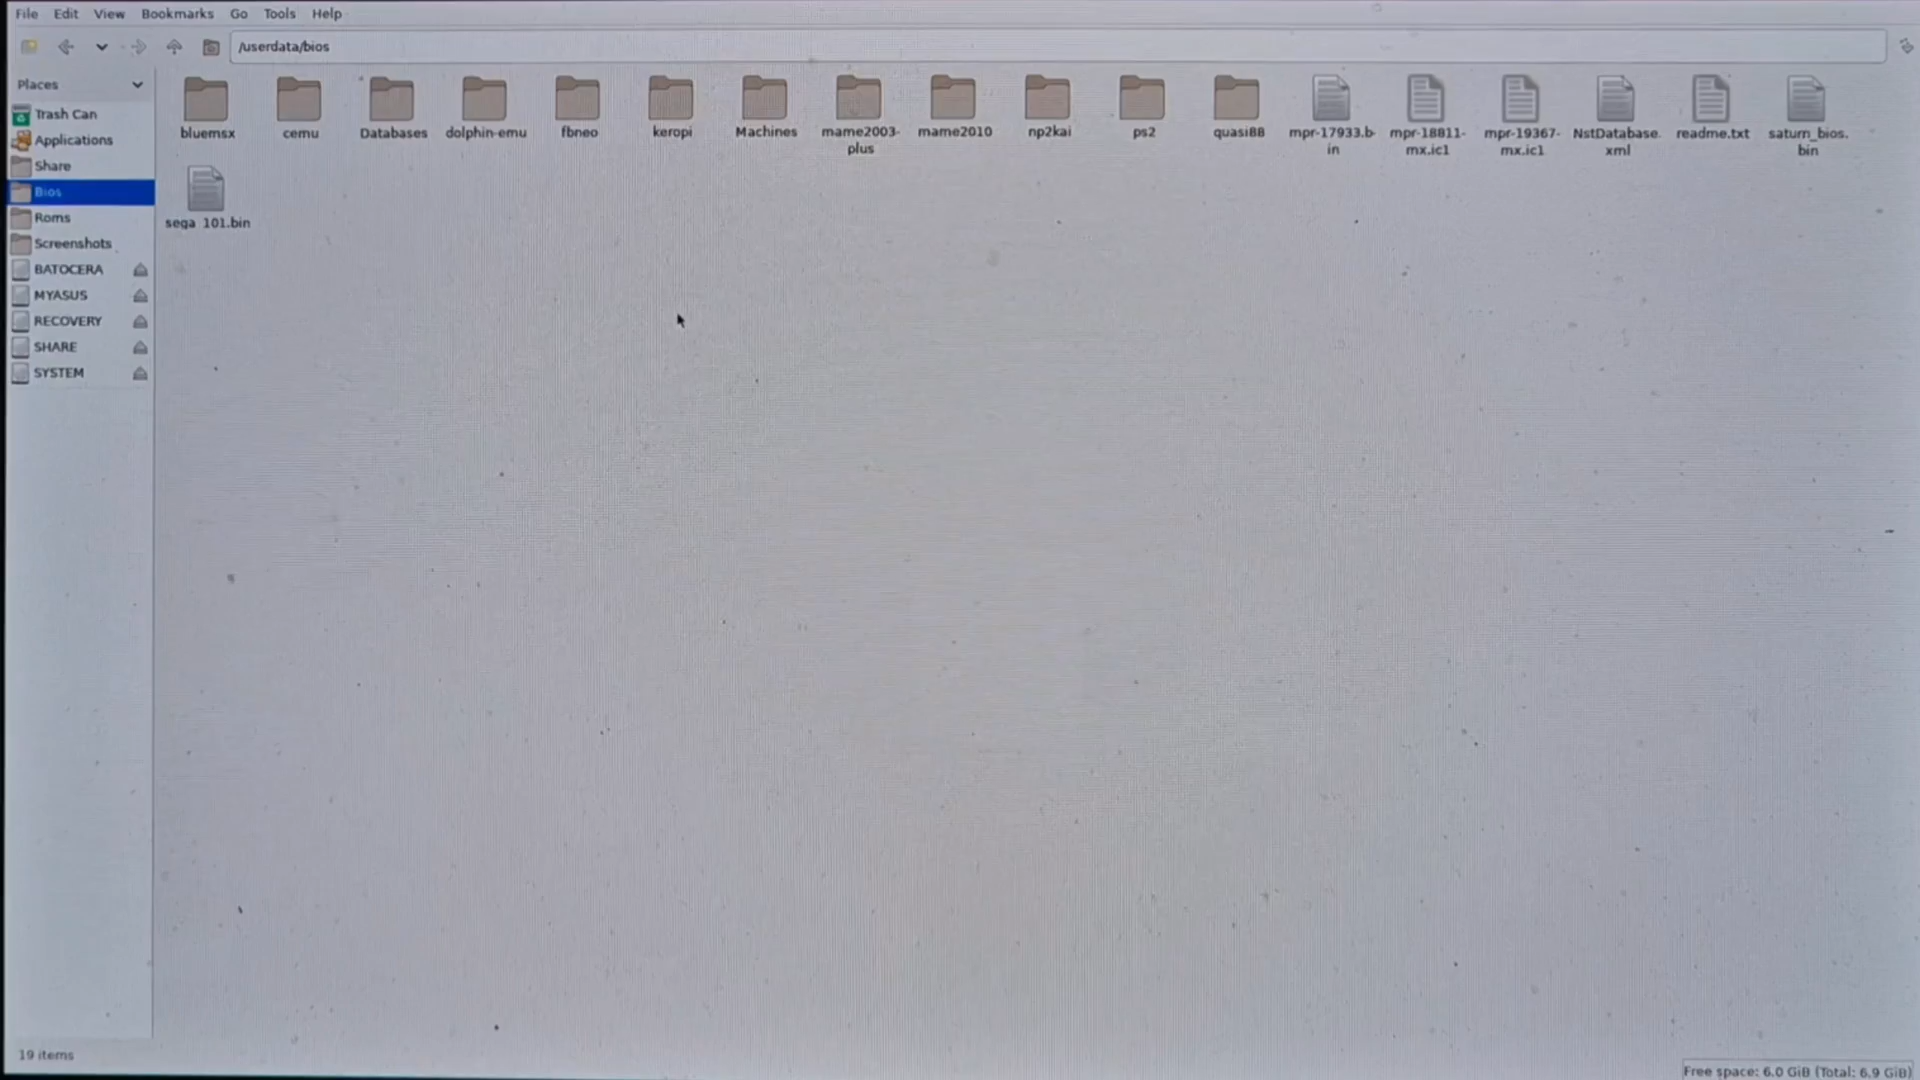 File Edit View Bookmarks Go Tools Help
/userdata/bios
Places
Trash Can
Applications
Share
Bios
Roms
Screenshots
BATOCERA
MYASUS
RECOVERY
SHARE
SYSTEM
bluemsx
cemu
Databases
dolphin-emu
fbneo
keropi
Machines
mame2003-
plus
mame2010
np2kai
ps2
quasi88
mpr-17933.b
in
mpr-18811-
mx.ic1
mpr-19367-
mx.ic1
NstDatabase.
xml
readme.txt
saturn_bios.
bin
sega_101.bin
19 items
Free space: 6.0 GiB (Total: 6.9 GiB)